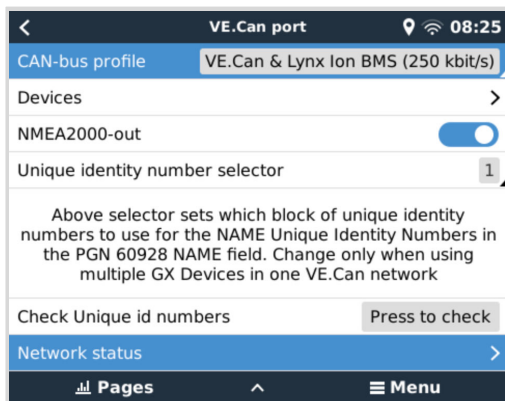 VE.Can port 08:25
CAN-bus profile VE.Can & Lynx Ion BMS (250 kbit/s)
Devices
NMEA2000-out
Unique identity number selector 1
Above selector sets which block of unique identity
numbers to use for the NAME Unique Identity Numbers in
the PGN 60928 NAME field. Change only when using
multiple GX Devices in one VE.Can network
Check Unique id numbers Press to check
Network status
Pages Menu